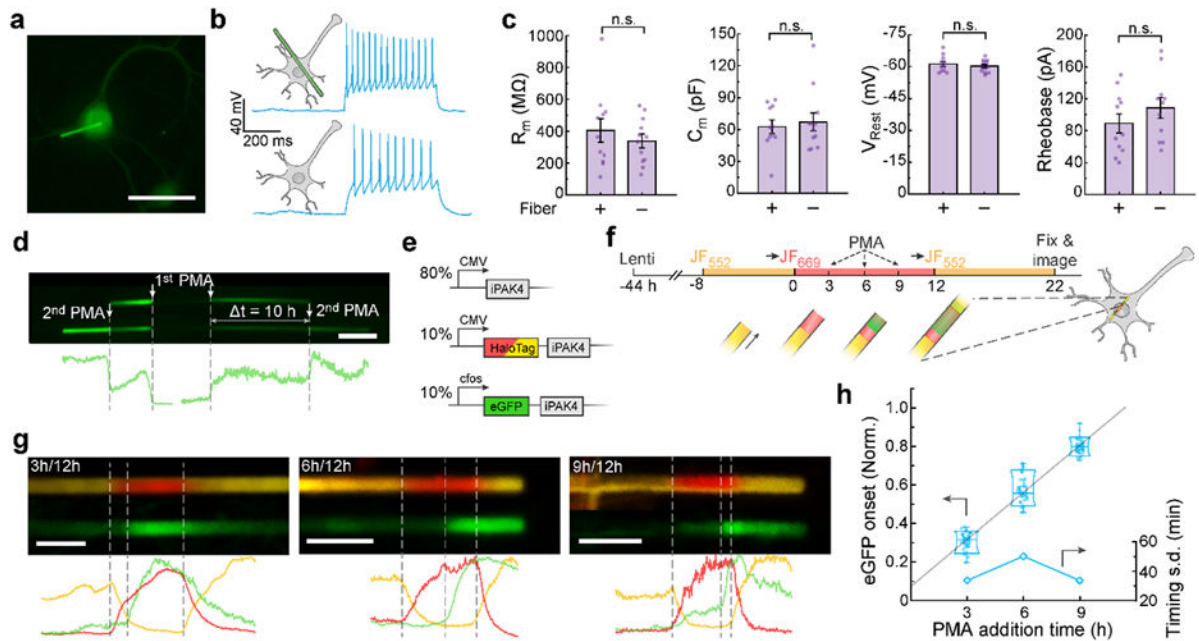 a
b
40 mV
200 ms
c
n.s.
n.s.
n.s.
n.s.
Rm (MΩ)
1000
800
600
400
200
0
Cm (pF)
150
120
90
60
30
0
VRest (mV)
-75
-60
-45
-30
-15
Rheobase (pA)
200
160
120
80
40
0
Fiber + − + − + − + −
d
1st PMA
2nd PMA
Δt = 10 h
2nd PMA
e
80%
CMV
iPAK4
10%
CMV
HaloTag
iPAK4
10%
cfos
eGFP
iPAK4
f
Lenti
JF552
JF669
PMA
JF552
Fix &
image
-44 h
-8
0
3
6
9
12
22
g
3h/12h
6h/12h
9h/12h
h
eGFP onset (Norm.)
1.0
0.8
0.6
0.4
0.2
Timing s.d. (min)
60
50
40
30
20
3 6 9
PMA addition time (h)